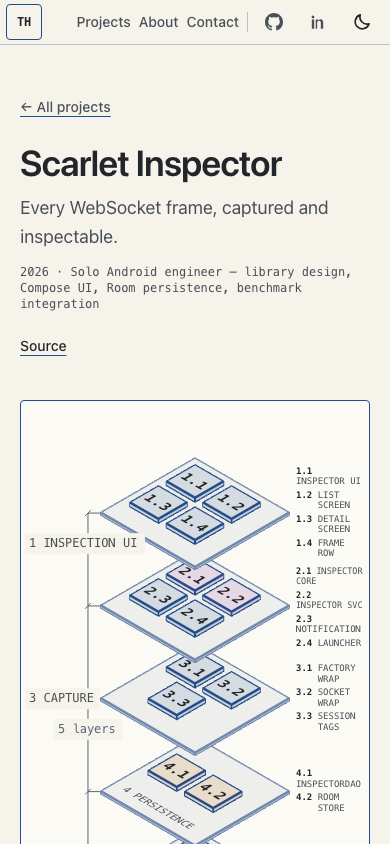 TH
Projects About Contact
← All projects
Scarlet Inspector
Every WebSocket frame, captured and
inspectable.
2026 · Solo Android engineer — library design,
Compose UI, Room persistence, benchmark
integration
Source
1.1
1.2
1.3
1.4
1 INSPECTION UI
1.1
INSPECTOR UI
1.2 LIST
SCREEN
1.3 DETAIL
SCREEN
1.4 FRAME
ROW
2.1
2.2
2.3
2.4
2.1 INSPECTOR
CORE
2.2
INSPECTOR SVC
2.3
NOTIFICATION
2.4 LAUNCHER
3.1
3.2
3.3
3 CAPTURE
3.1 FACTORY
WRAP
3.2 SOCKET
WRAP
3.3 SESSION
TAGS
5 layers
4.1
4.2
4 PERSISTENCE
4.1
INSPECTORDAO
4.2 ROOM
STORE